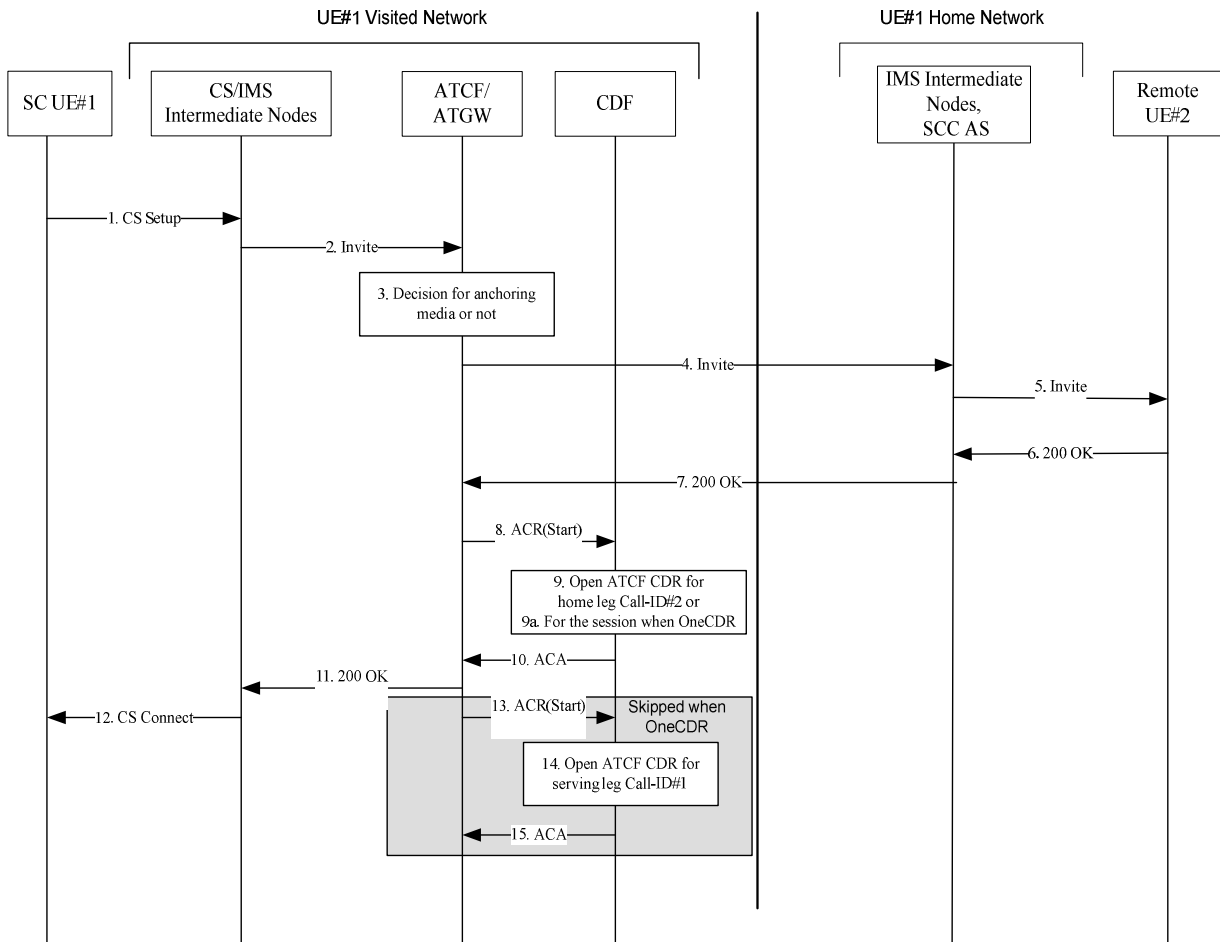 UE#1 Visited Network
UE#1 Home Network
SC UE#1
CS/IMS
Intermediate Nodes
ATCF/
ATGW
CDF
IMS Intermediate
Nodes,
SCC AS
Remote
UE#2
1. CS Setup
2. Invite
3. Decision for anchoring
media or not
4. Invite
5. Invite
6. 200 OK
7. 200 OK
8. ACR(Start)
9. Open ATCF CDR for
home leg Call-ID#2 or
9a. For the session when OneCDR
10. ACA
11. 200 OK
12. CS Connect
13. ACR(Start)
Skipped when
OneCDR
14. Open ATCF CDR for
serving leg Call-ID#1
15. ACA